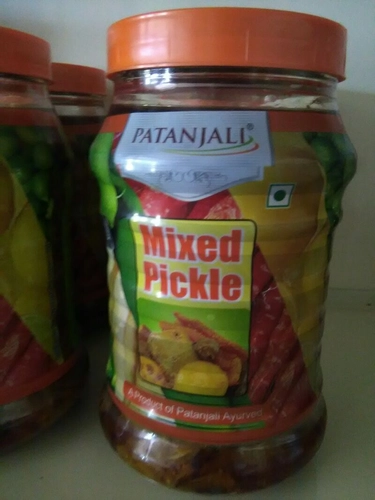 PATANJALI®
Mixed
Pickle
A Product of Patanjali Ayurved